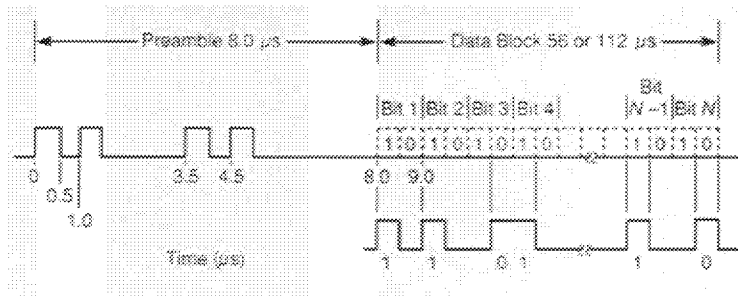 Preamble 8.0 μs
Data Block 56 or 112 μs
Bit 1 Bit 2 Bit 3 Bit 4
Bit
N −1 Bit N
1 0 1 0 1 0 1 0 1 0 1 0
0 0.5 1.0 3.5 4.5 8.0 9.0
Time (μs)
1 1 0 1 1 0